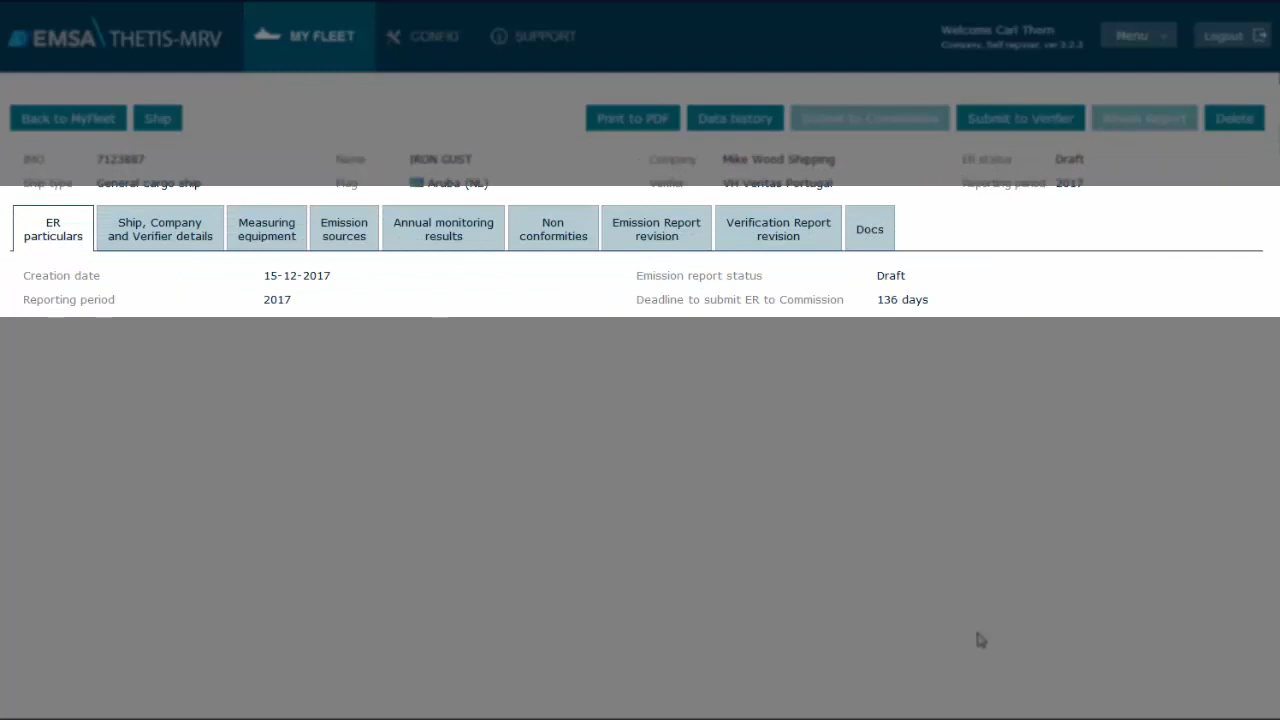 EMSA THETIS-MRV
MY FLEET
CONFIG
SUPPORT
Welcome Carl Thorn
Company, Self register, ver 3.2.3
Menu
Logout
Back to MyFleet
Ship
Print to PDF
Data history
Submit to Commission
Submit to Verifier
Delete
IMO 7123887 Name IRON GUST Company Mike Wood Shipping ER status Draft
Ship type General cargo ship Flag Aruba (NL) Verifier VH Veritas Portugal Reporting period 2017
ER particulars
Ship, Company and Verifier details
Measuring equipment
Emission sources
Annual monitoring results
Non conformities
Emission Report revision
Verification Report revision
Docs
Creation date 15-12-2017 Emission report status Draft
Reporting period 2017 Deadline to submit ER to Commission 136 days